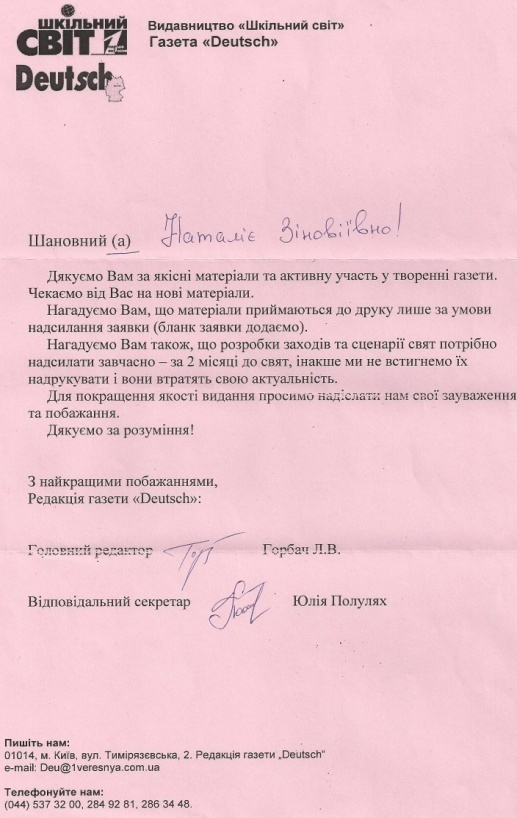 шкільний
СВІТ
Deutsch
Видавництво «Шкільний світ»
Газета «Deutsch»
Шановний (а) Наталіє Зіновіївно!
Дякуємо Вам за якісні матеріали та активну участь у творенні газети.
Чекаємо від Вас на нові матеріали.
Нагадуємо Вам, що матеріали приймаються до друку лише за умови
надсилання заявки (бланк заявки додаємо).
Нагадуємо Вам також, що розробки заходів та сценарії свят потрібно
надсилати завчасно – за 2 місяці до свят, інакше ми не встигнемо їх
надрукувати і вони втратять свою актуальність.
Для покращення якості видання просимо надіслати нам свої зауваження
та побажання.
Дякуємо за розуміння!
З найкращими побажаннями,
Редакція газети «Deutsch»:
Головний редактор Горбач Л.В.
Відповідальний секретар Юлія Полулях
Пишіть нам:
01014, м. Київ, вул. Тимірязєвська, 2. Редакція газети „Deutsch“
e-mail: Deu@1veresnya.com.ua
Телефонуйте нам:
(044) 537 32 00, 284 92 81, 286 34 48.